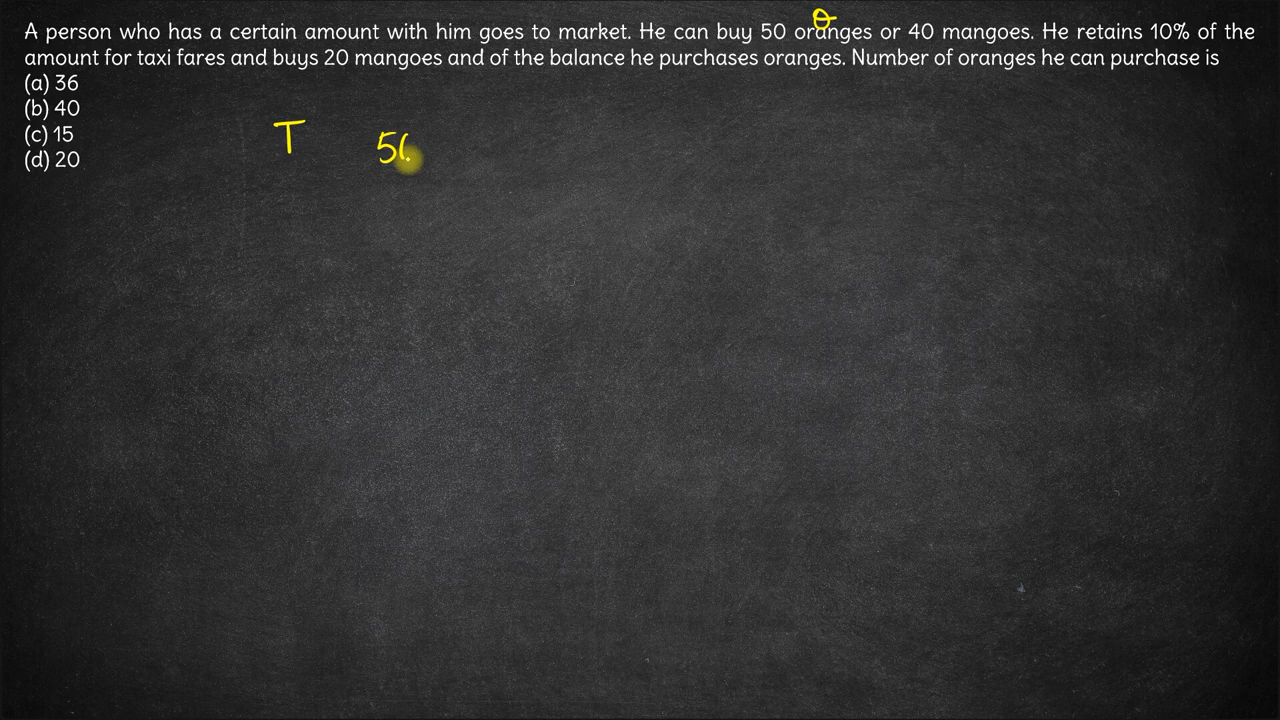 A person who has a certain amount with him goes to market. He can buy 50 oranges or 40 mangoes. He retains 10% of the
amount for taxi fares and buys 20 mangoes and of the balance he purchases oranges. Number of oranges he can purchase is
(a) 36
(b) 40
(c) 15
(d) 20
T 5